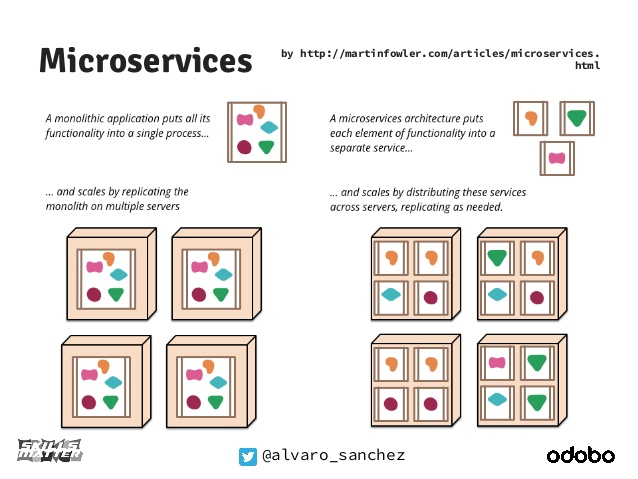 Microservices
by http://martinfowler.com/articles/microservices.
html
A monolithic application puts all its
functionality into a single process...
A microservices architecture puts
each element of functionality into a
separate service...
... and scales by replicating the
monolith on multiple servers
... and scales by distributing these services
across servers, replicating as needed.
SKILLS
MATTER
@alvaro_sanchez
odobo